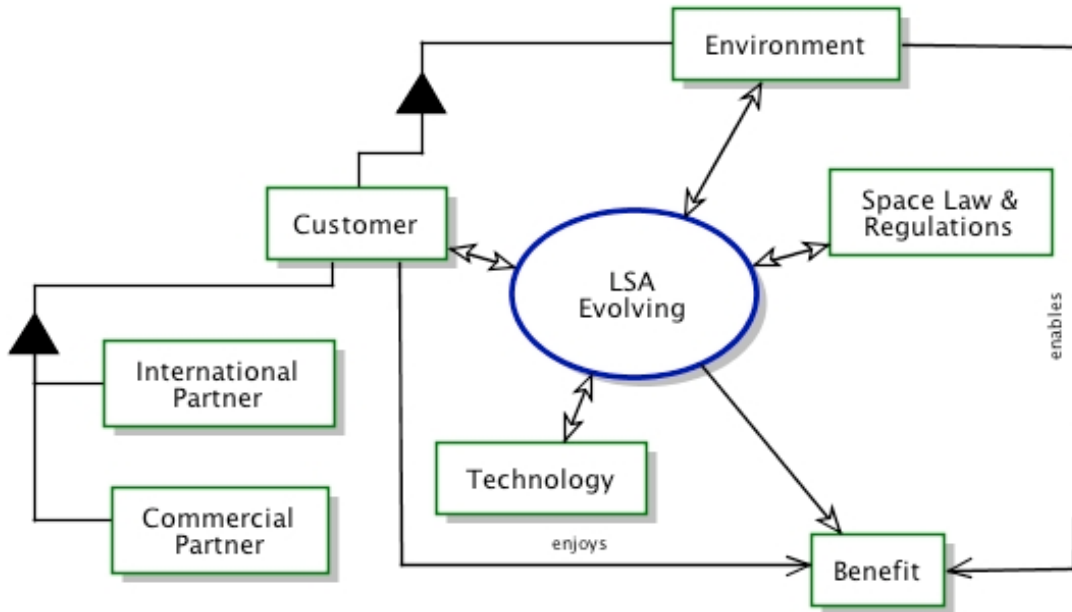 Environment
Customer
Space Law &
Regulations
LSA
Evolving
enables
International
Partner
Technology
Commercial
Partner
enjoys
Benefit